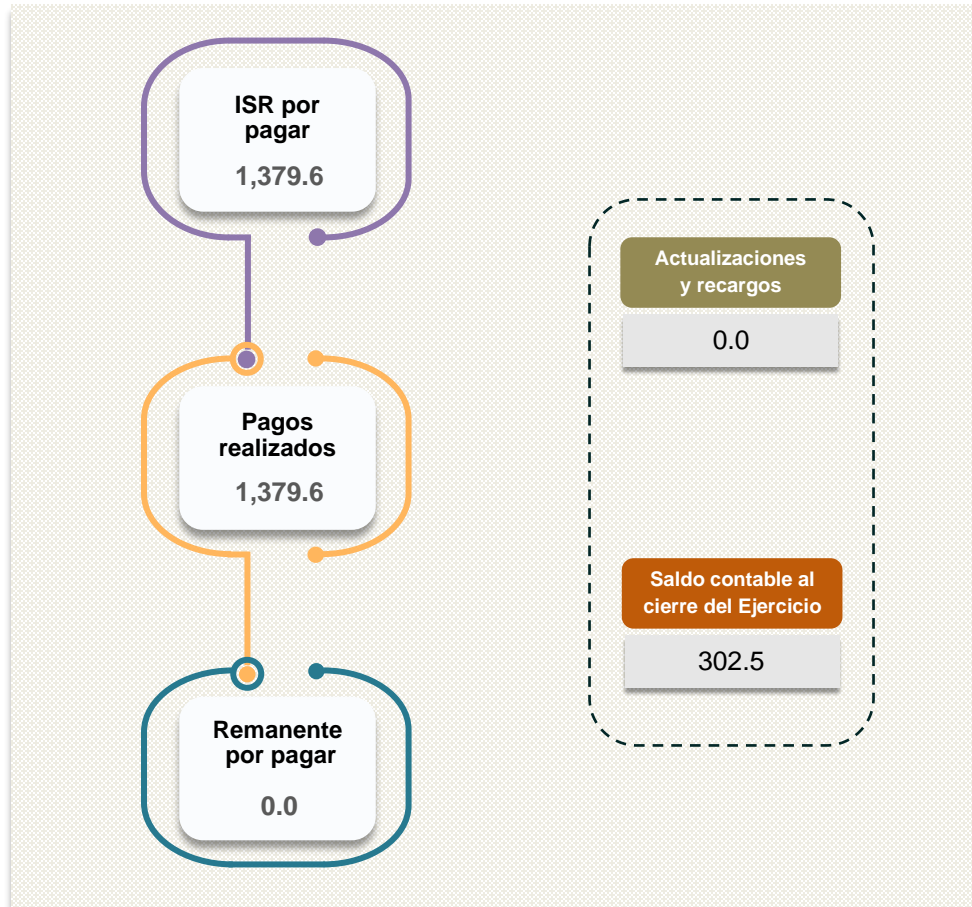 ISR por
pagar
1,379.6
Pagos
realizados
1,379.6
Remanente
por pagar
0.0
Actualizaciones
y recargos
0.0
Saldo contable al
cierre del Ejercicio
302.5